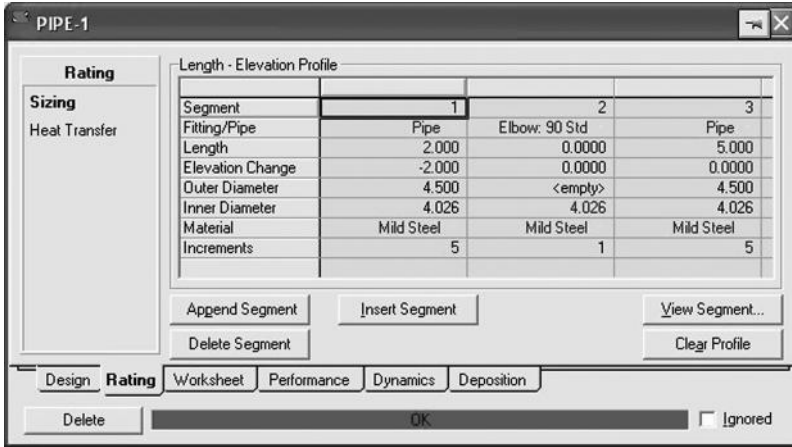 PIPE-1
Rating
Sizing
Heat Transfer
Length - Elevation Profile
Segment 1 2 3
Fitting/Pipe Pipe Elbow: 90 Std Pipe
Length 2.000 0.0000 5.000
Elevation Change -2.000 0.0000 0.0000
Outer Diameter 4.500 <empty> 4.500
Inner Diameter 4.026 4.026 4.026
Material Mild Steel Mild Steel Mild Steel
Increments 5 1 5
Append Segment Insert Segment View Segment...
Delete Segment Clear Profile
Design Rating Worksheet Performance Dynamics Deposition
Delete OK Ignored